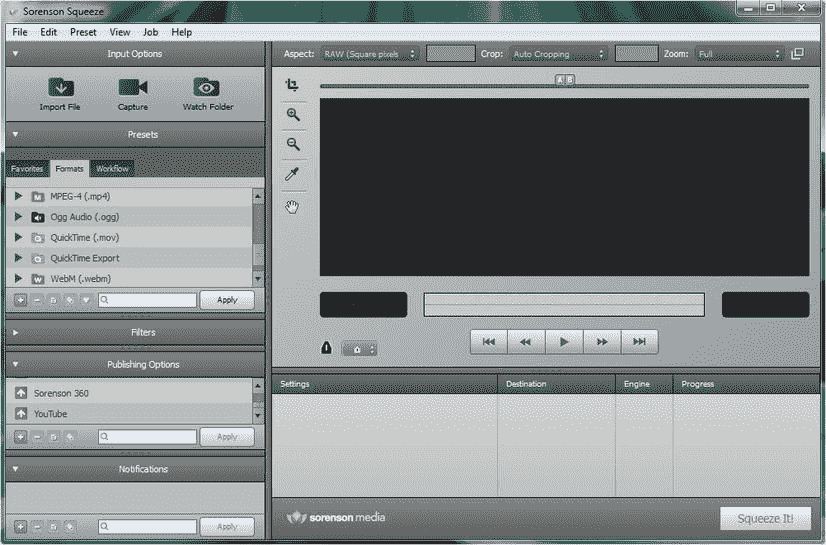 Sorenson Squeeze
File Edit Preset View Job Help
Input Options
Import File Capture Watch Folder
Presets
Favorites Formats Workflow
MPEG-4 (.mp4)
Ogg Audio (.ogg)
QuickTime (.mov)
QuickTime Export
WebM (.webm)
Apply
Filters
Publishing Options
Sorenson 360
YouTube
Apply
Notifications
Apply
Aspect: RAW (Square pixels Crop: Auto Cropping Zoom: Full
A B
Settings Destination Engine Progress
sorenson media Squeeze It!